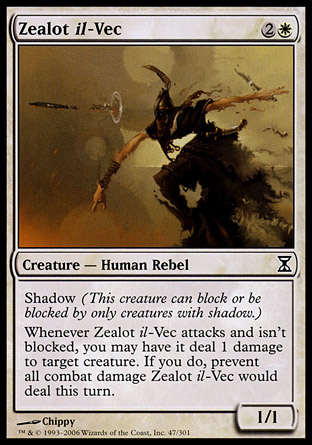 Zealot il-Vec 2
Creature — Human Rebel
Shadow (This creature can block or be
blocked by only creatures with shadow.)
Whenever Zealot il-Vec attacks and isn't
blocked, you may have it deal 1 damage
to target creature. If you do, prevent
all combat damage Zealot il-Vec would
deal this turn.
Chippy
™ & © 1993–2006 Wizards of the Coast, Inc. 47/301
1/1